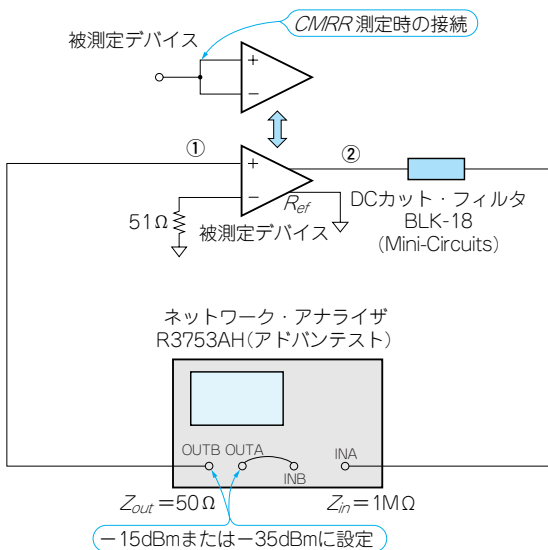 CMRR 測定時の接続
被測定デバイス
+
−
①
②
+
−
Ref
51Ω
被測定デバイス
DCカット・フィルタ
BLK-18
(Mini-Circuits)
ネットワーク・アナライザ
R3753AH(アドバンテスト)
OUTB OUTA
INB
INA
Zout＝50Ω
Zin＝1MΩ
−15dBmまたは−35dBmに設定